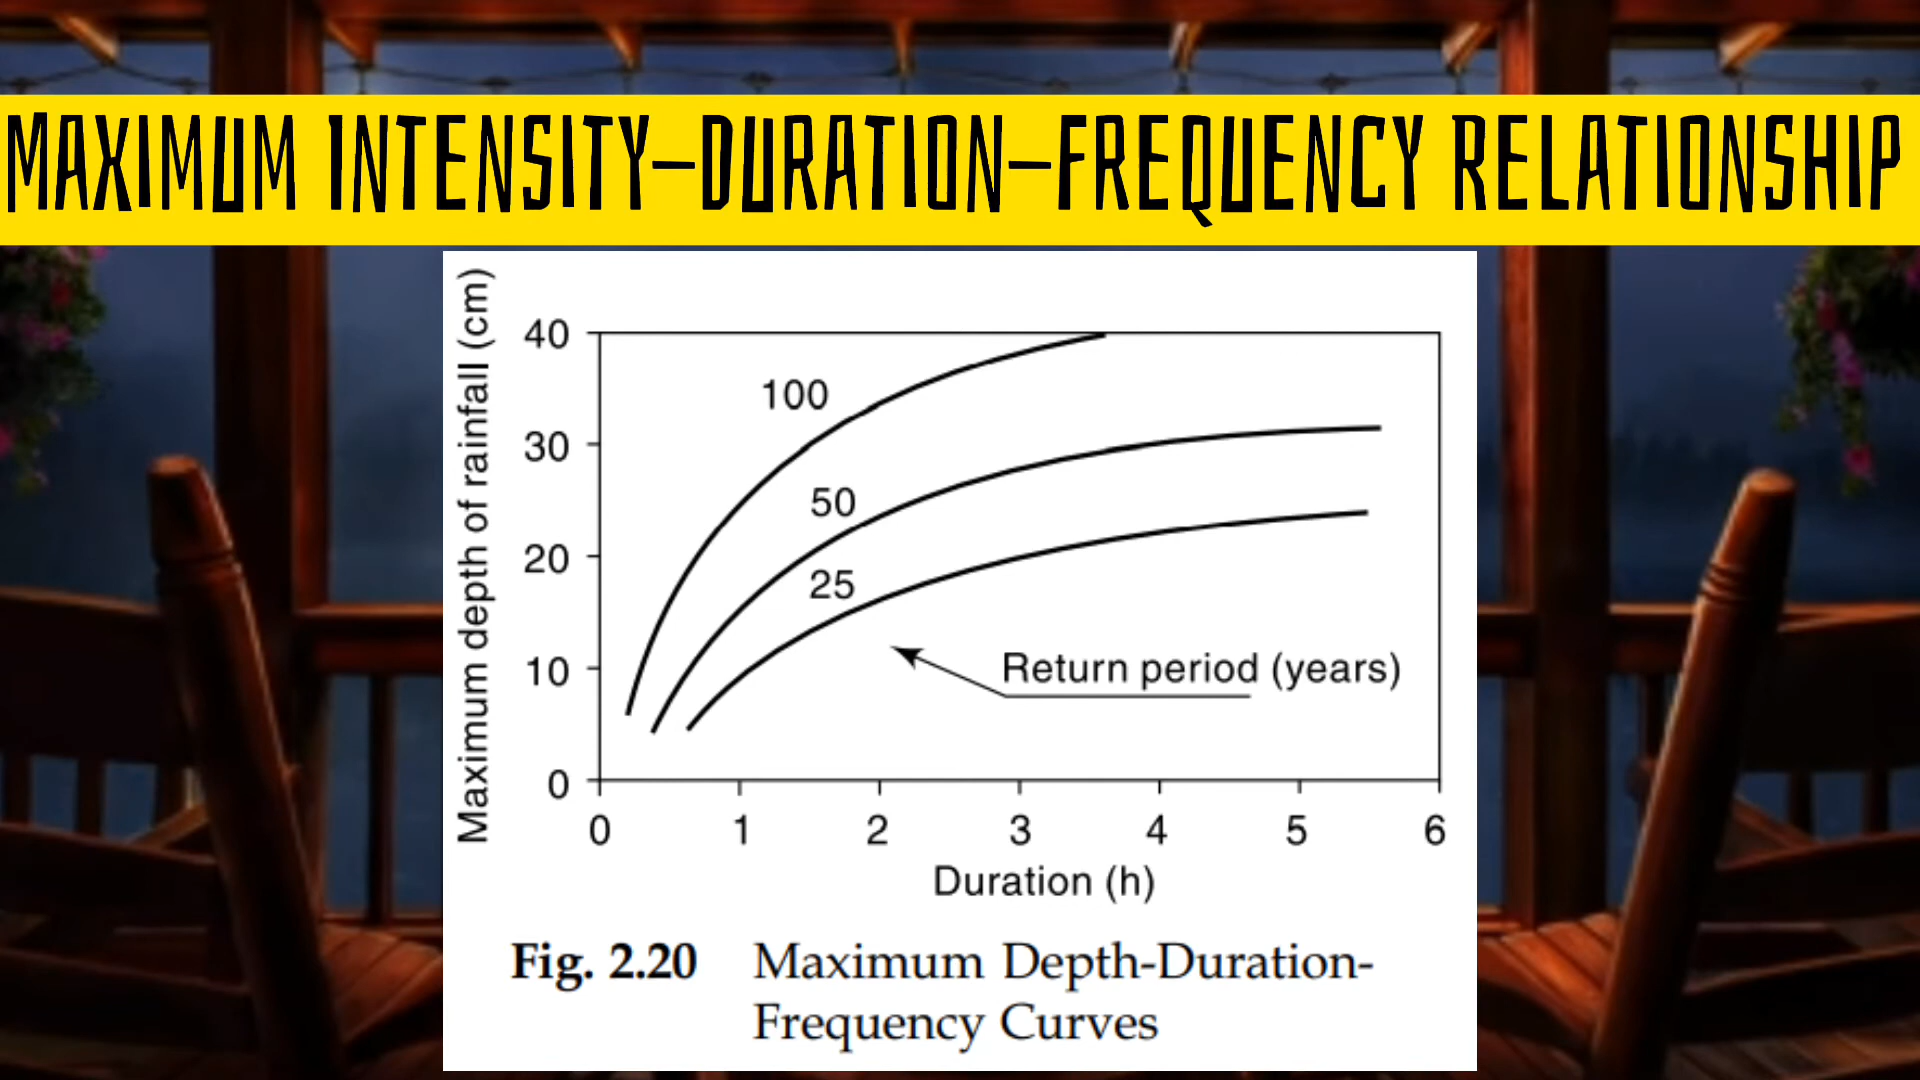 MAXIMUM INTENSITY–DURATION–FREQUENCY RELATIONSHIP
Maximum depth of rainfall (cm)
40
30
20
10
0
100
50
25
Return period (years)
0 1 2 3 4 5 6
Duration (h)
Fig. 2.20 Maximum Depth-Duration-
Frequency Curves